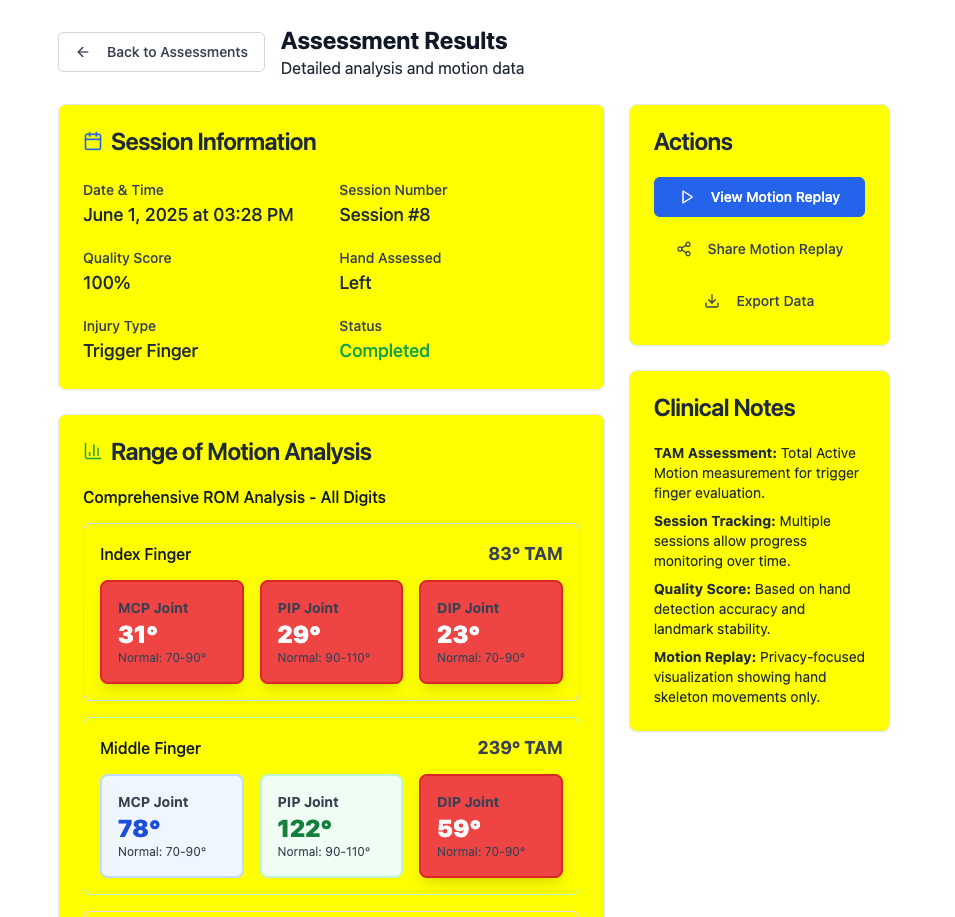 Back to Assessments
Assessment Results
Detailed analysis and motion data
Session Information
Date & Time
June 1, 2025 at 03:28 PM
Session Number
Session #8
Quality Score
100%
Hand Assessed
Left
Injury Type
Trigger Finger
Status
Completed
Range of Motion Analysis
Comprehensive ROM Analysis - All Digits
Index Finger
83° TAM
MCP Joint
31°
Normal: 70-90°
PIP Joint
29°
Normal: 90-110°
DIP Joint
23°
Normal: 70-90°
Middle Finger
239° TAM
MCP Joint
78°
Normal: 70-90°
PIP Joint
122°
Normal: 90-110°
DIP Joint
59°
Normal: 70-90°
Actions
View Motion Replay
Share Motion Replay
Export Data
Clinical Notes
TAM Assessment: Total Active
Motion measurement for trigger
finger evaluation.
Session Tracking: Multiple
sessions allow progress
monitoring over time.
Quality Score: Based on hand
detection accuracy and
landmark stability.
Motion Replay: Privacy-focused
visualization showing hand
skeleton movements only.